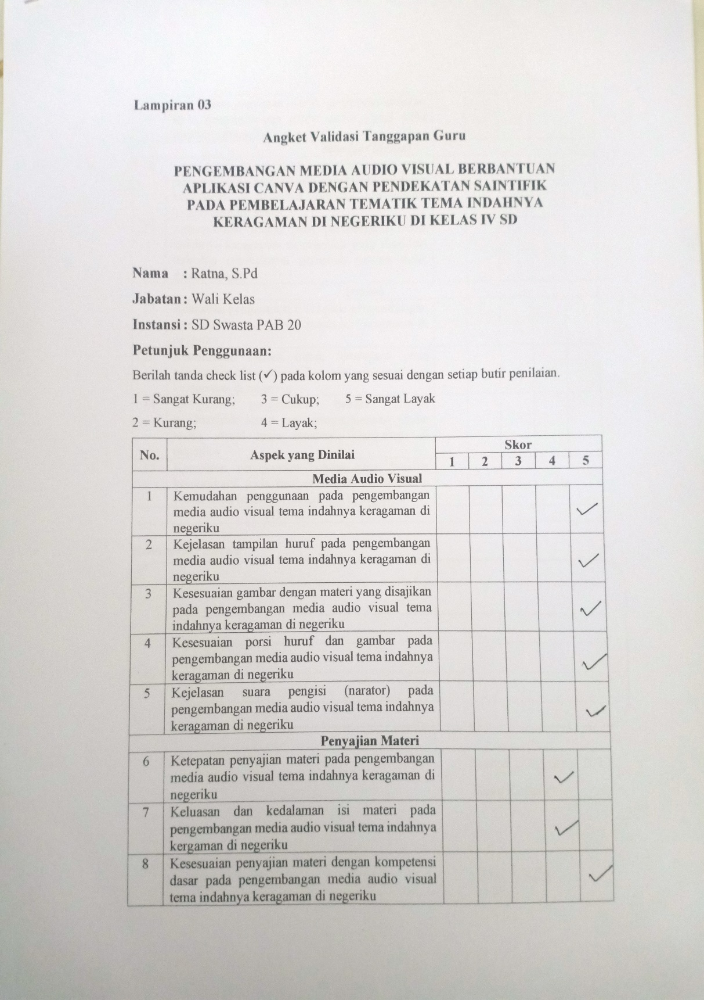 Lampiran 03
Angket Validasi Tanggapan Guru
PENGEMBANGAN MEDIA AUDIO VISUAL BERBANTUAN
APLIKASI CANVA DENGAN PENDEKATAN SAINTIFIK
PADA PEMBELAJARAN TEMATIK TEMA INDAHNYA
KERAGAMAN DI NEGERIKU DI KELAS IV SD
Nama : Ratna, S.Pd
Jabatan : Wali Kelas
Instansi : SD Swasta PAB 20
Petunjuk Penggunaan:
Berilah tanda check list (✓) pada kolom yang sesuai dengan setiap butir penilaian.
1 = Sangat Kurang; 3 = Cukup; 5 = Sangat Layak
2 = Kurang; 4 = Layak;
No. Aspek yang Dinilai Skor
1 2 3 4 5
Media Audio Visual
1 Kemudahan penggunaan pada pengembangan
media audio visual tema indahnya keragaman di ✓
negeriku
2 Kejelasan tampilan huruf pada pengembangan
media audio visual tema indahnya keragaman di ✓
negeriku
3 Kesesuaian gambar dengan materi yang disajikan
pada pengembangan media audio visual tema ✓
indahnya keragaman di negeriku
4 Kesesuaian porsi huruf dan gambar pada
pengembangan media audio visual tema indahnya ✓
keragaman di negeriku
5 Kejelasan suara pengisi (narator) pada
pengembangan media audio visual tema indahnya ✓
keragaman di negeriku
Penyajian Materi
6 Ketepatan penyajian materi pada pengembangan
media audio visual tema indahnya keragaman di ✓
negeriku
7 Keluasan dan kedalaman isi materi pada
pengembangan media audio visual tema indahnya ✓
kergaman di negeriku
8 Kesesuaian penyajian materi dengan kompetensi
dasar pada pengembangan media audio visual ✓
tema indahnya keragaman di negeriku